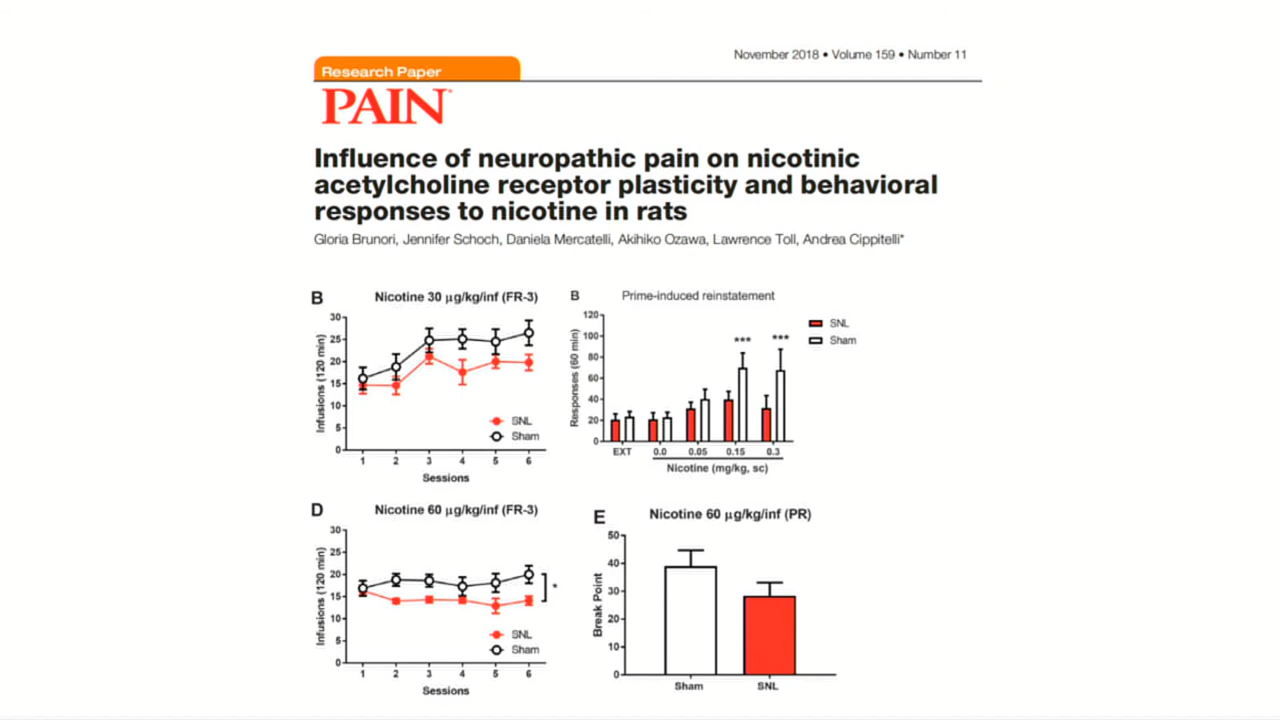 November 2018 • Volume 159 • Number 11
Research Paper
PAIN
Influence of neuropathic pain on nicotinic
acetylcholine receptor plasticity and behavioral
responses to nicotine in rats
Gloria Brunori, Jennifer Schoch, Daniela Mercatelli, Akihiko Ozawa, Lawrence Toll, Andrea Cippitelli*
B
Nicotine 30 μg/kg/inf (FR-3)
Infusions (120 min)
30
25
20
15
10
5
0
SNL
Sham
1 2 3 4 5 6
Sessions
B
Prime-induced reinstatement
Responses (60 min)
120
100
80
60
40
20
0
*** ***
SNL
Sham
EXT 0.0 0.05 0.15 0.3
Nicotine (mg/kg, sc)
D
Nicotine 60 μg/kg/inf (FR-3)
Infusions (120 min)
30
25
20
15
10
5
0
*
SNL
Sham
1 2 3 4 5 6
Sessions
E
Nicotine 60 μg/kg/inf (PR)
Break Point
50
40
30
20
10
0
Sham SNL